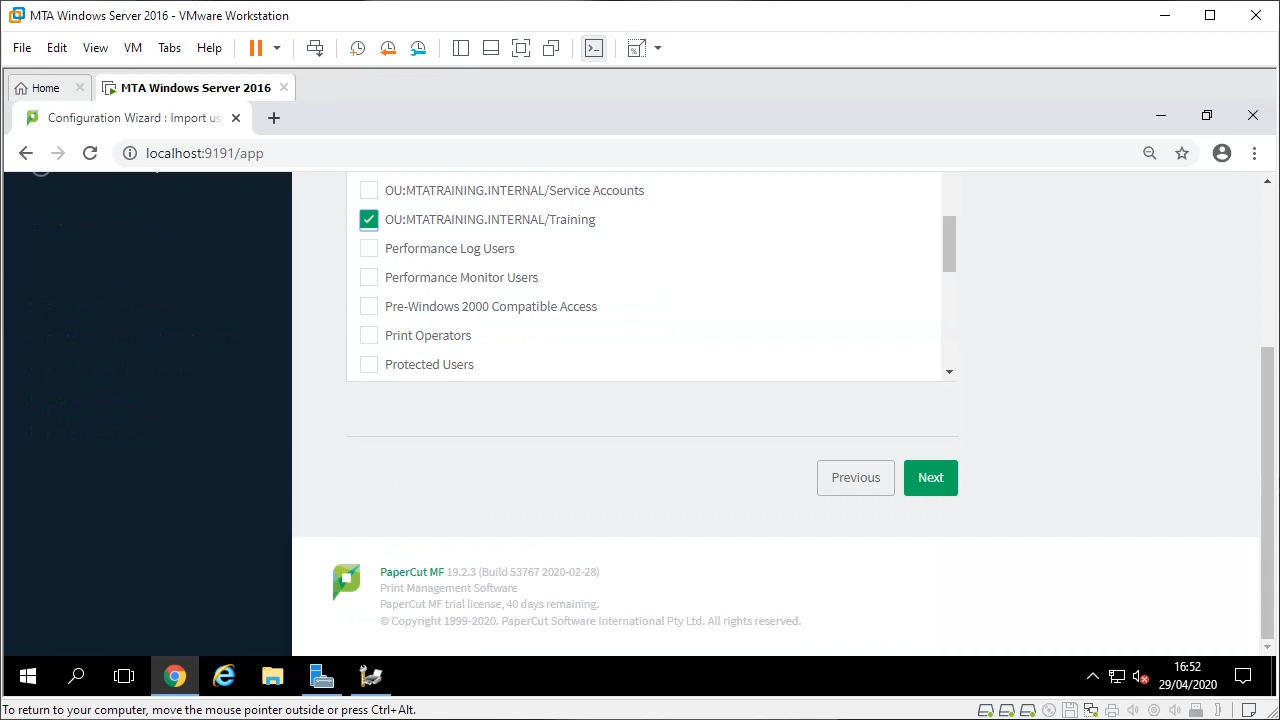 MTA Windows Server 2016 - VMware Workstation
File Edit View VM Tabs Help
Home
MTA Windows Server 2016
Configuration Wizard : Import us
localhost:9191/app
OU:MTATRAINING.INTERNAL/Service Accounts
OU:MTATRAINING.INTERNAL/Training
Performance Log Users
Performance Monitor Users
Pre-Windows 2000 Compatible Access
Print Operators
Protected Users
Previous
Next
PaperCut MF 19.2.3 (Build 53767 2020-02-28)
Print Management Software
PaperCut MF trial license, 40 days remaining.
© Copyright 1999-2020. PaperCut Software International Pty Ltd. All rights reserved.
16:52
29/04/2020
To return to your computer, move the mouse pointer outside or press Ctrl+Alt.